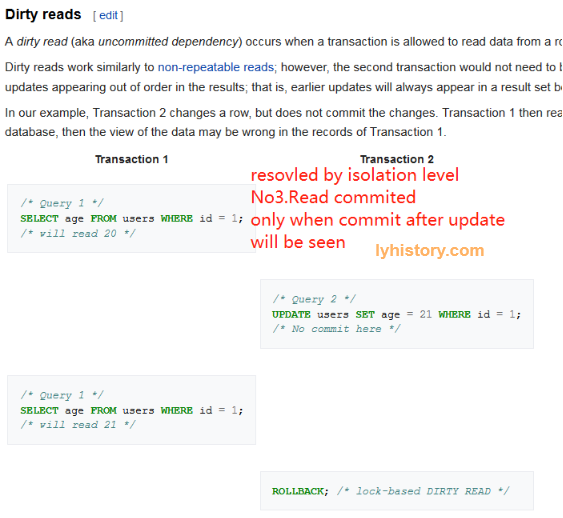 Dirty reads [ edit ]
A dirty read (aka uncommitted dependency) occurs when a transaction is allowed to read data from a
Dirty reads work similarly to non-repeatable reads; however, the second transaction would not need to
updates appearing out of order in the results; that is, earlier updates will always appear in a result set
In our example, Transaction 2 changes a row, but does not commit the changes. Transaction 1 then
database, then the view of the data may be wrong in the records of Transaction 1.
Transaction 1
Transaction 2
resovled by isolation level
No3.Read commited
only when commit after update
will be seen
lyhistory.com
/* Query 1 */
SELECT age FROM users WHERE id = 1;
/* will read 20 */
/* Query 2 */
UPDATE users SET age = 21 WHERE id = 1;
/* No commit here */
/* Query 1 */
SELECT age FROM users WHERE id = 1;
/* will read 21 */
ROLLBACK; /* lock-based DIRTY READ */